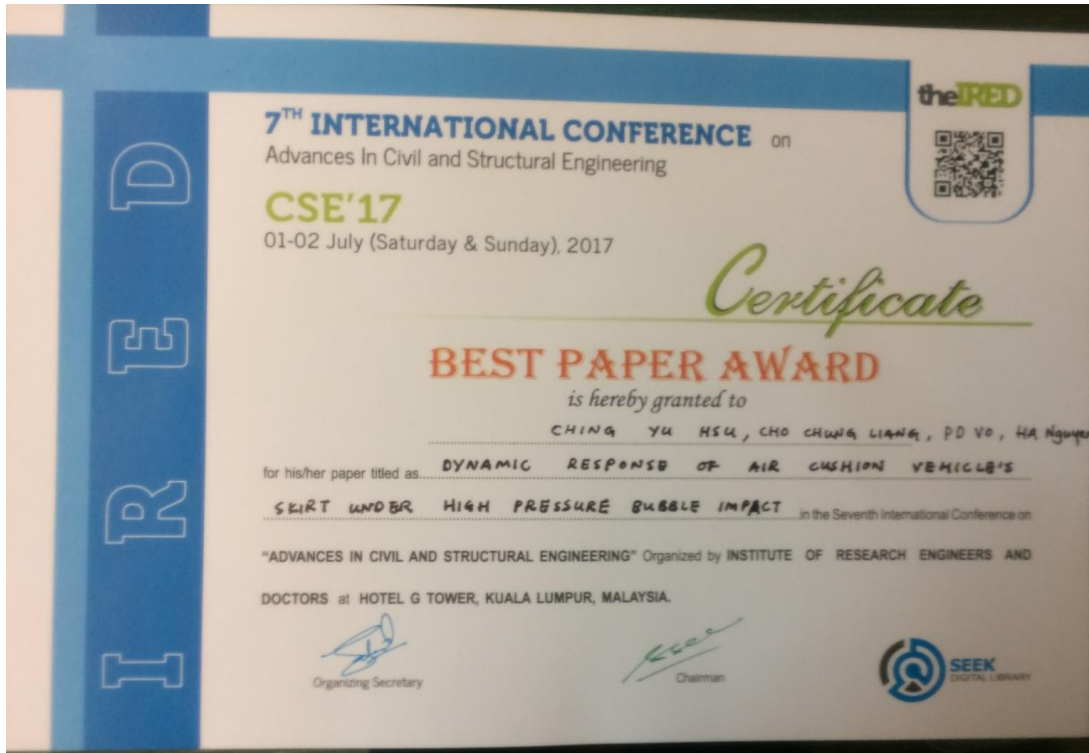 theIRED
7TH INTERNATIONAL CONFERENCE on
Advances In Civil and Structural Engineering
CSE'17
01-02 July (Saturday & Sunday), 2017
Certificate
BEST PAPER AWARD
is hereby granted to
CHING YU HSU, CHO CHUNG LIANG, PD VO, HA Nguyen
for his/her paper titled as DYNAMIC RESPONSE OF AIR CUSHION VEHICLE'S
SKIRT UNDER HIGH PRESSURE BUBBLE IMPACT in the Seventh International Conference on
"ADVANCES IN CIVIL AND STRUCTURAL ENGINEERING" Organized by INSTITUTE OF RESEARCH ENGINEERS AND
DOCTORS at HOTEL G TOWER, KUALA LUMPUR, MALAYSIA.
Organizing Secretary
Chairman
SEEK
DIGITAL LIBRARY
IRED